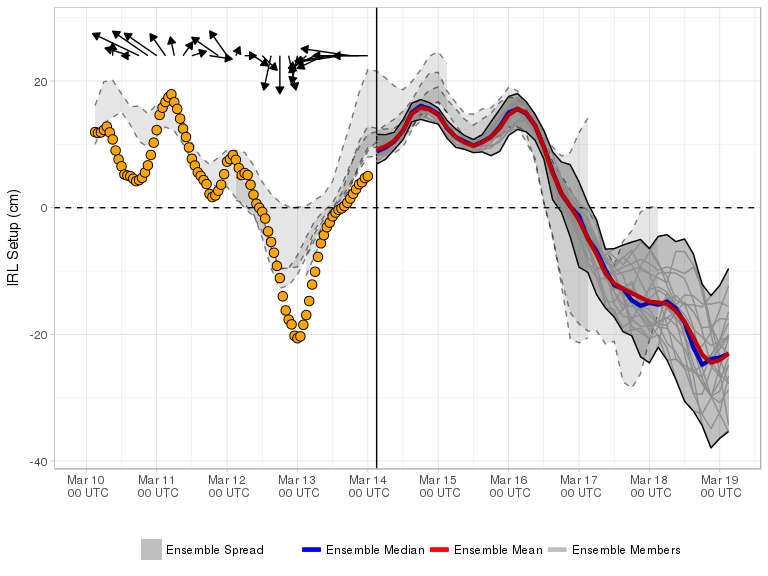 IRL Setup (cm)
20
0
-20
-40
Mar 10
00 UTC
Mar 11
00 UTC
Mar 12
00 UTC
Mar 13
00 UTC
Mar 14
00 UTC
Mar 15
00 UTC
Mar 16
00 UTC
Mar 17
00 UTC
Mar 18
00 UTC
Mar 19
00 UTC
Ensemble Spread
Ensemble Median
Ensemble Mean
Ensemble Members